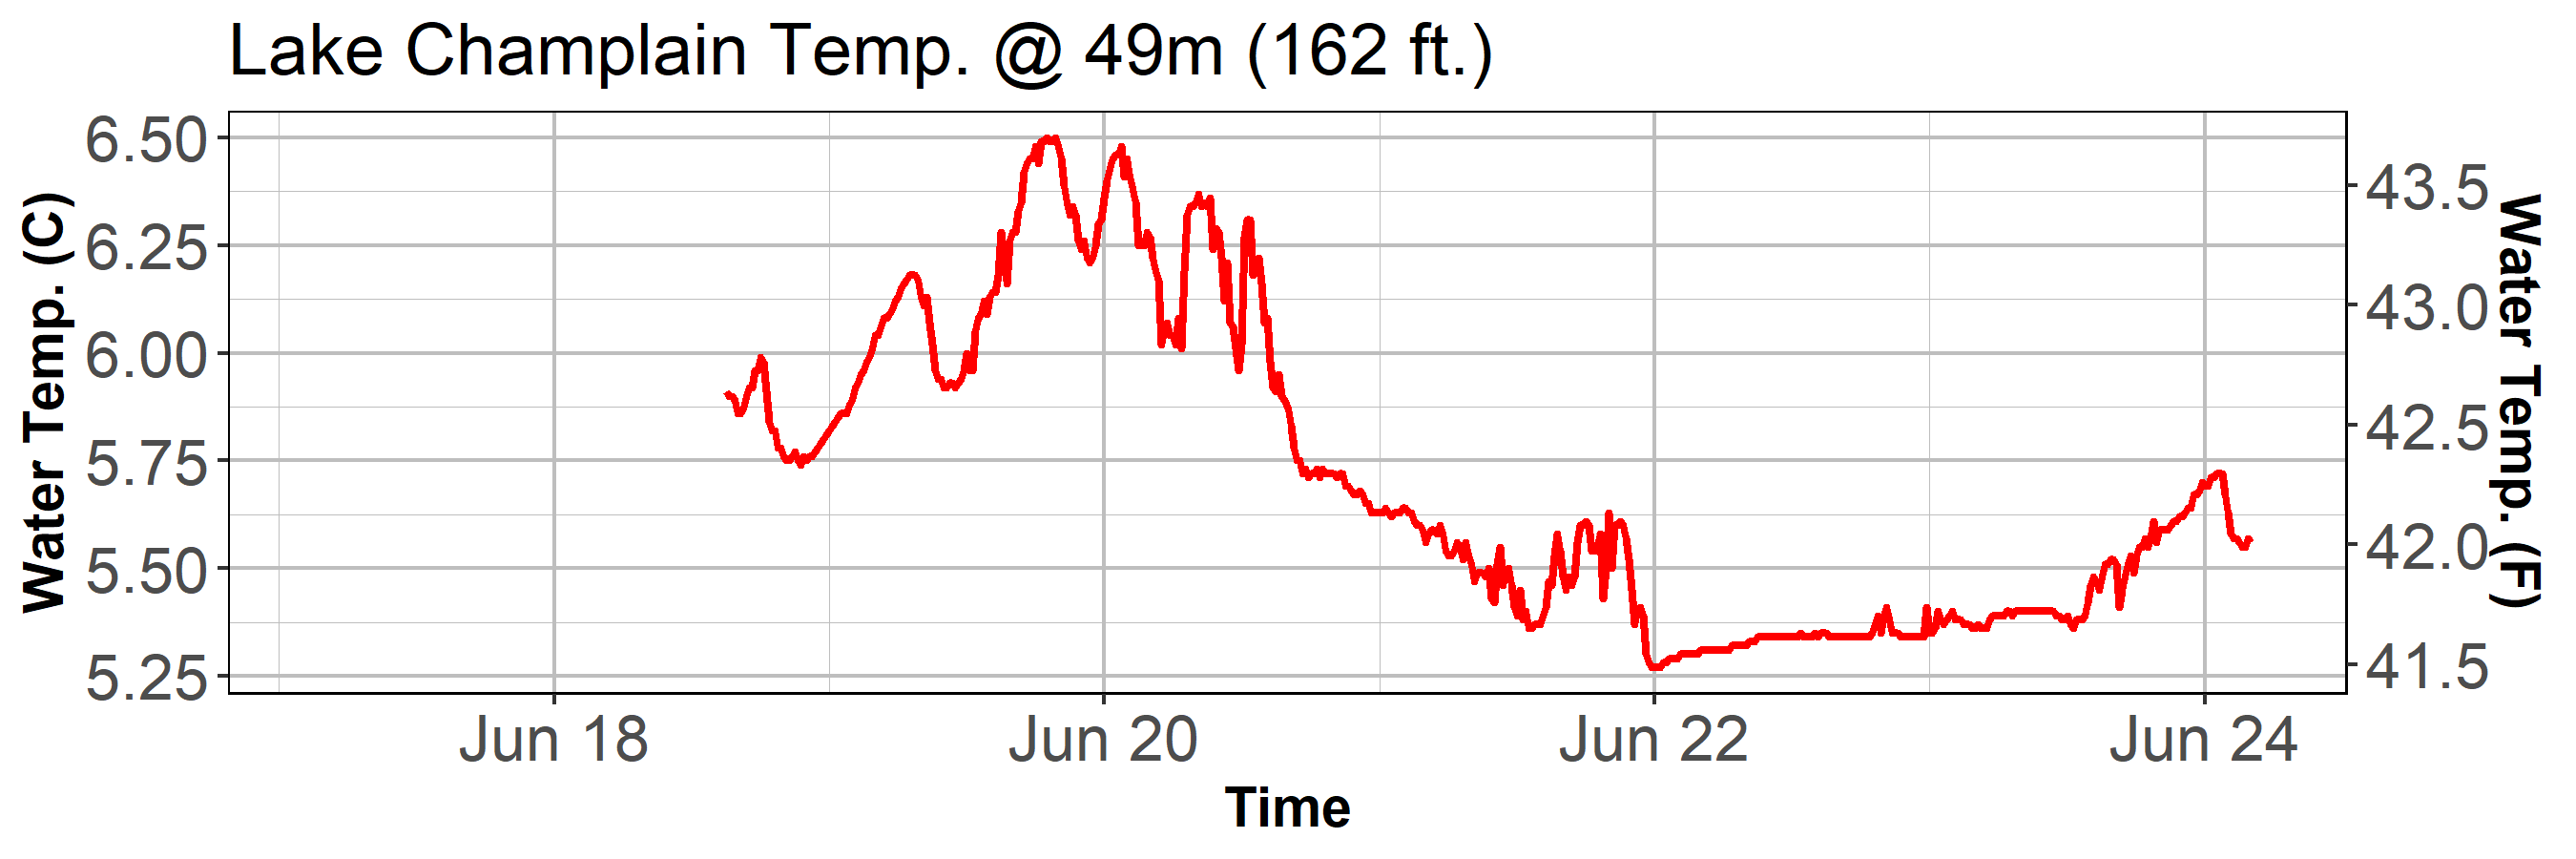 Lake Champlain Temp. @ 49m (162 ft.)
Water Temp. (C)
6.50
6.25
6.00
5.75
5.50
5.25
43.5
43.0
42.5
42.0
41.5
Water Temp. (F)
Jun 18
Jun 20
Jun 22
Jun 24
Time